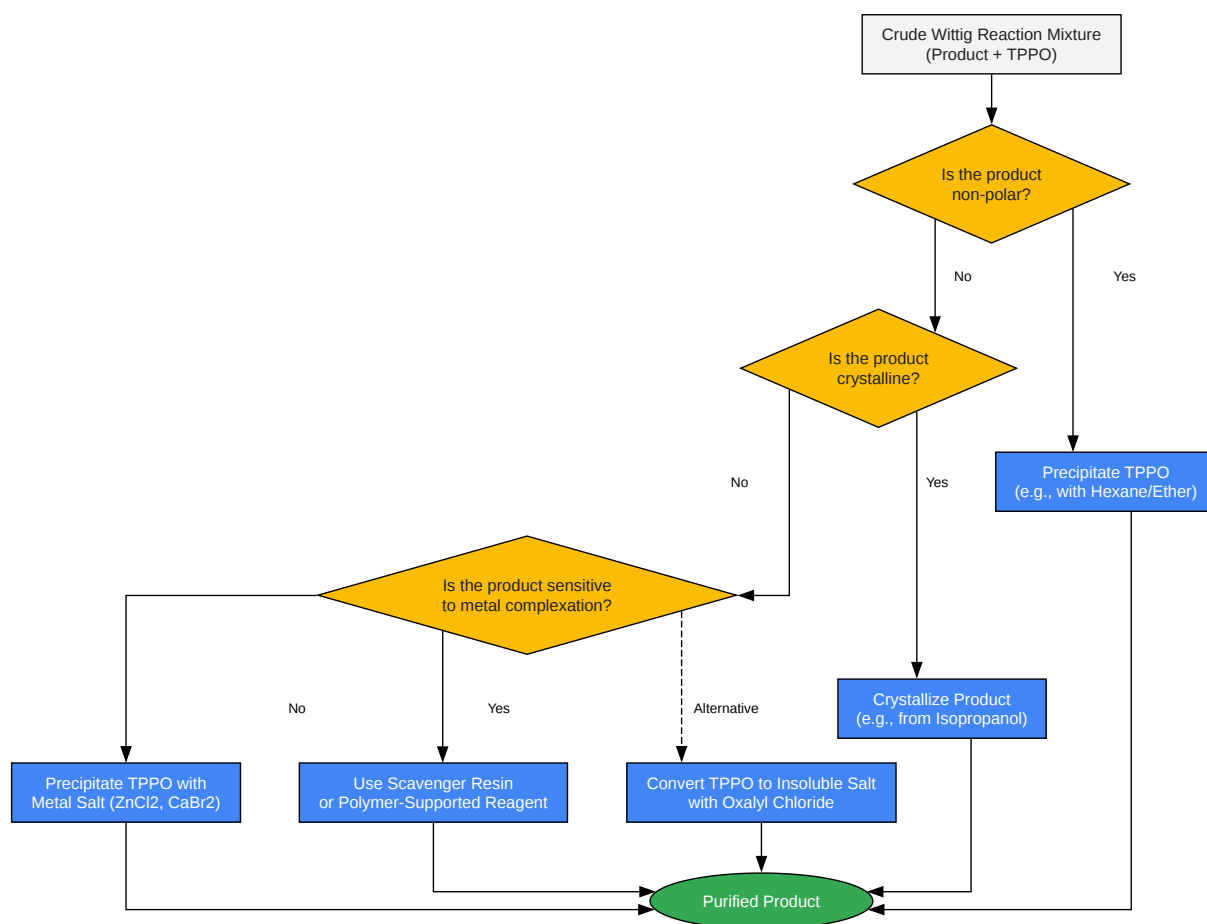 Crude Wittig Reaction Mixture
(Product + TPPO)
Is the product
non-polar?
No
Yes
Is the product
crystalline?
No
Yes
Precipitate TPPO
(e.g., with Hexane/Ether)
Is the product sensitive
to metal complexation?
No
Yes
Alternative
Crystallize Product
(e.g., from Isopropanol)
Precipitate TPPO with
Metal Salt (ZnCl2, CaBr2)
Use Scavenger Resin
or Polymer-Supported Reagent
Convert TPPO to Insoluble Salt
with Oxalyl Chloride
Purified Product